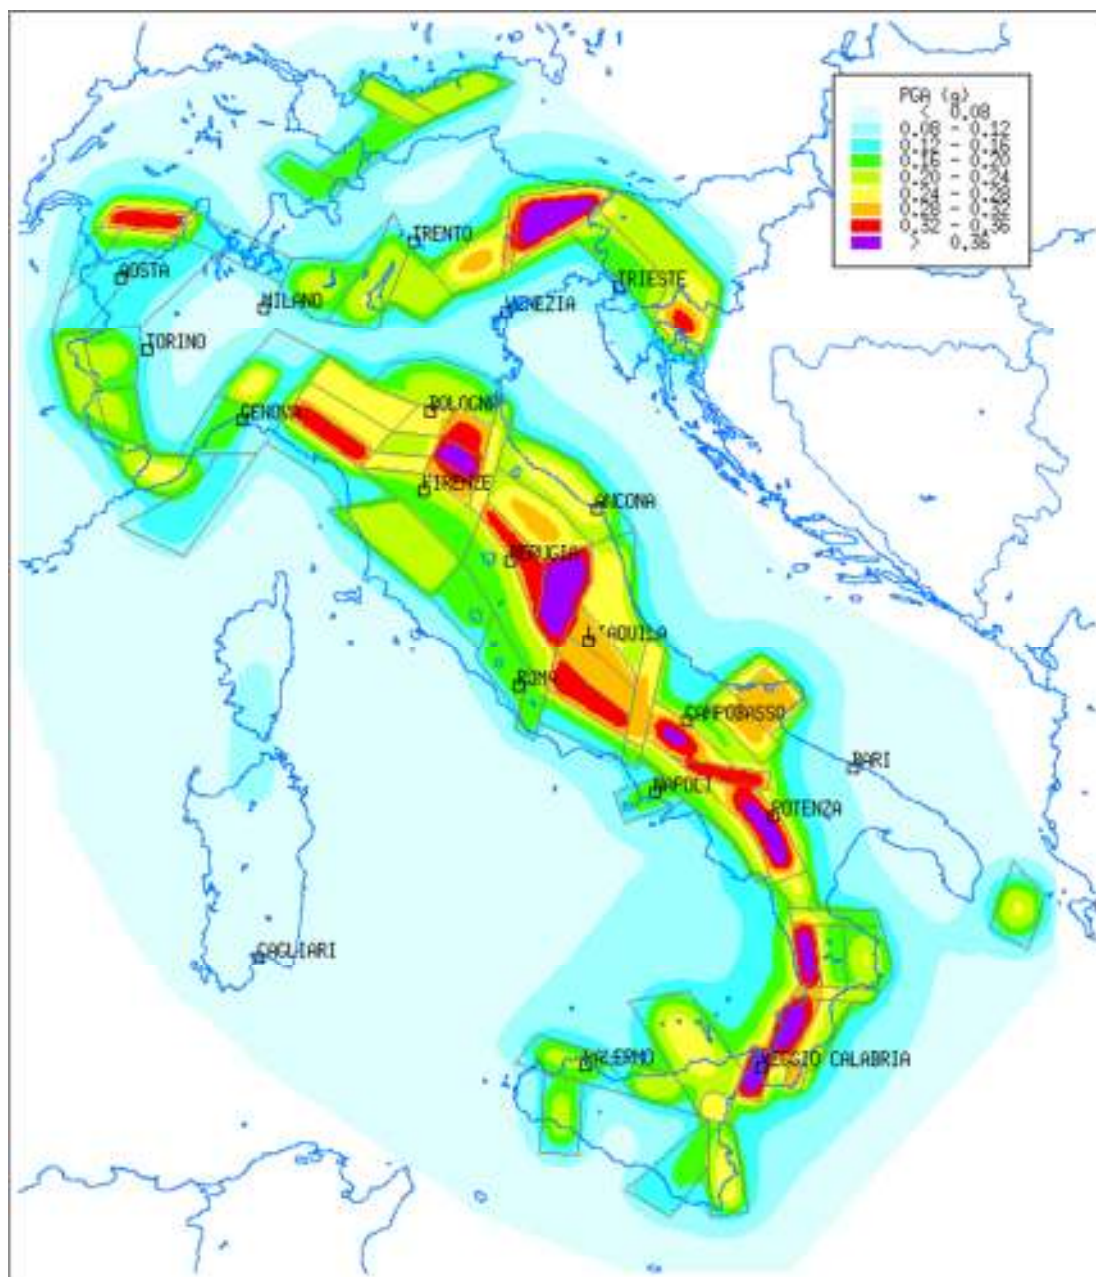 PGA (g)
< 0.08
0.08 - 0.12
0.12 - 0.16
0.16 - 0.20
0.20 - 0.24
0.24 - 0.28
0.28 - 0.32
0.32 - 0.36
> 0.36
TRENTO
AOSTA
TRIESTE
MILANO
VENEZIA
TORINO
BOLOGNA
GENOVA
FIRENZE
ANCONA
PERUGIA
L'AQUILA
ROMA
CAMPOBASSO
BARI
NAPOLI
POTENZA
CAGLIARI
PALERMO
REGGIO CALABRIA